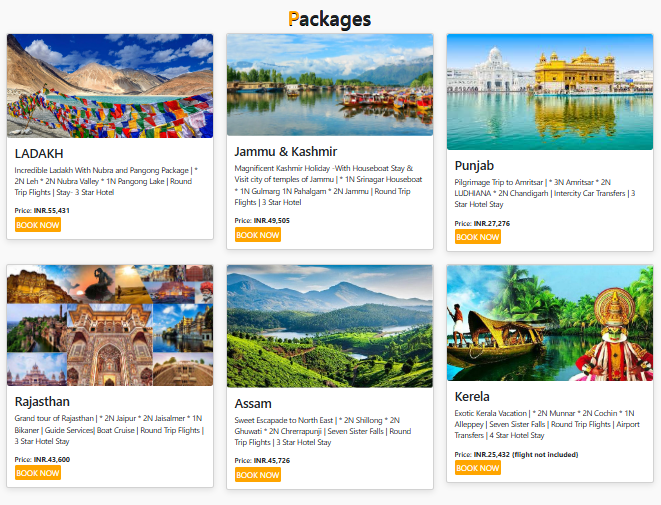 Packages
LADAKH
Incredible Ladakh With Nubra and Pangong Package | *
2N Leh * 2N Nubra Valley * 1N Pangong Lake | Round
Trip Flights | Stay- 3 Star Hotel
Price: INR.55,431
BOOK NOW
Jammu & Kashmir
Magnificent Kashmir Holiday -With Houseboat Stay &
Visit city of temples of Jammu | * 1N Srinagar Houseboat
* 1N Gulmarg 1N Pahalgam * 2N Jammu | Round Trip
Flights | 3 Star Hotel
Price: INR.49,505
BOOK NOW
Punjab
Pilgrimage Trip to Amritsar | * 3N Amritsar * 2N
LUDHIANA * 2N Chandigarh | Intercity Car Transfers | 3
Star Hotel Stay
Price: INR.27,276
BOOK NOW
Rajasthan
Grand tour of Rajasthan | * 2N Jaipur * 2N Jaisalmer * 1N
Bikaner | Guide Services| Boat Cruise | Round Trip Flights |
3 Star Hotel Stay
Price: INR.43,600
BOOK NOW
Assam
Sweet Escapade to North East | * 2N Shillong * 2N
Ghuwati * 2N Chrerrapunji | Seven Sister Falls | Round
Trip Flights | 3 Star Hotel Stay
Price: INR.45,726
BOOK NOW
Kerela
Exotic Kerala Vacation | * 2N Munnar * 2N Cochin * 1N
Alleppey | Seven Sister Falls | Round Trip Flights | Airport
Transfers | 4 Star Hotel Stay
Price: INR.25,432 (flight not included)
BOOK NOW